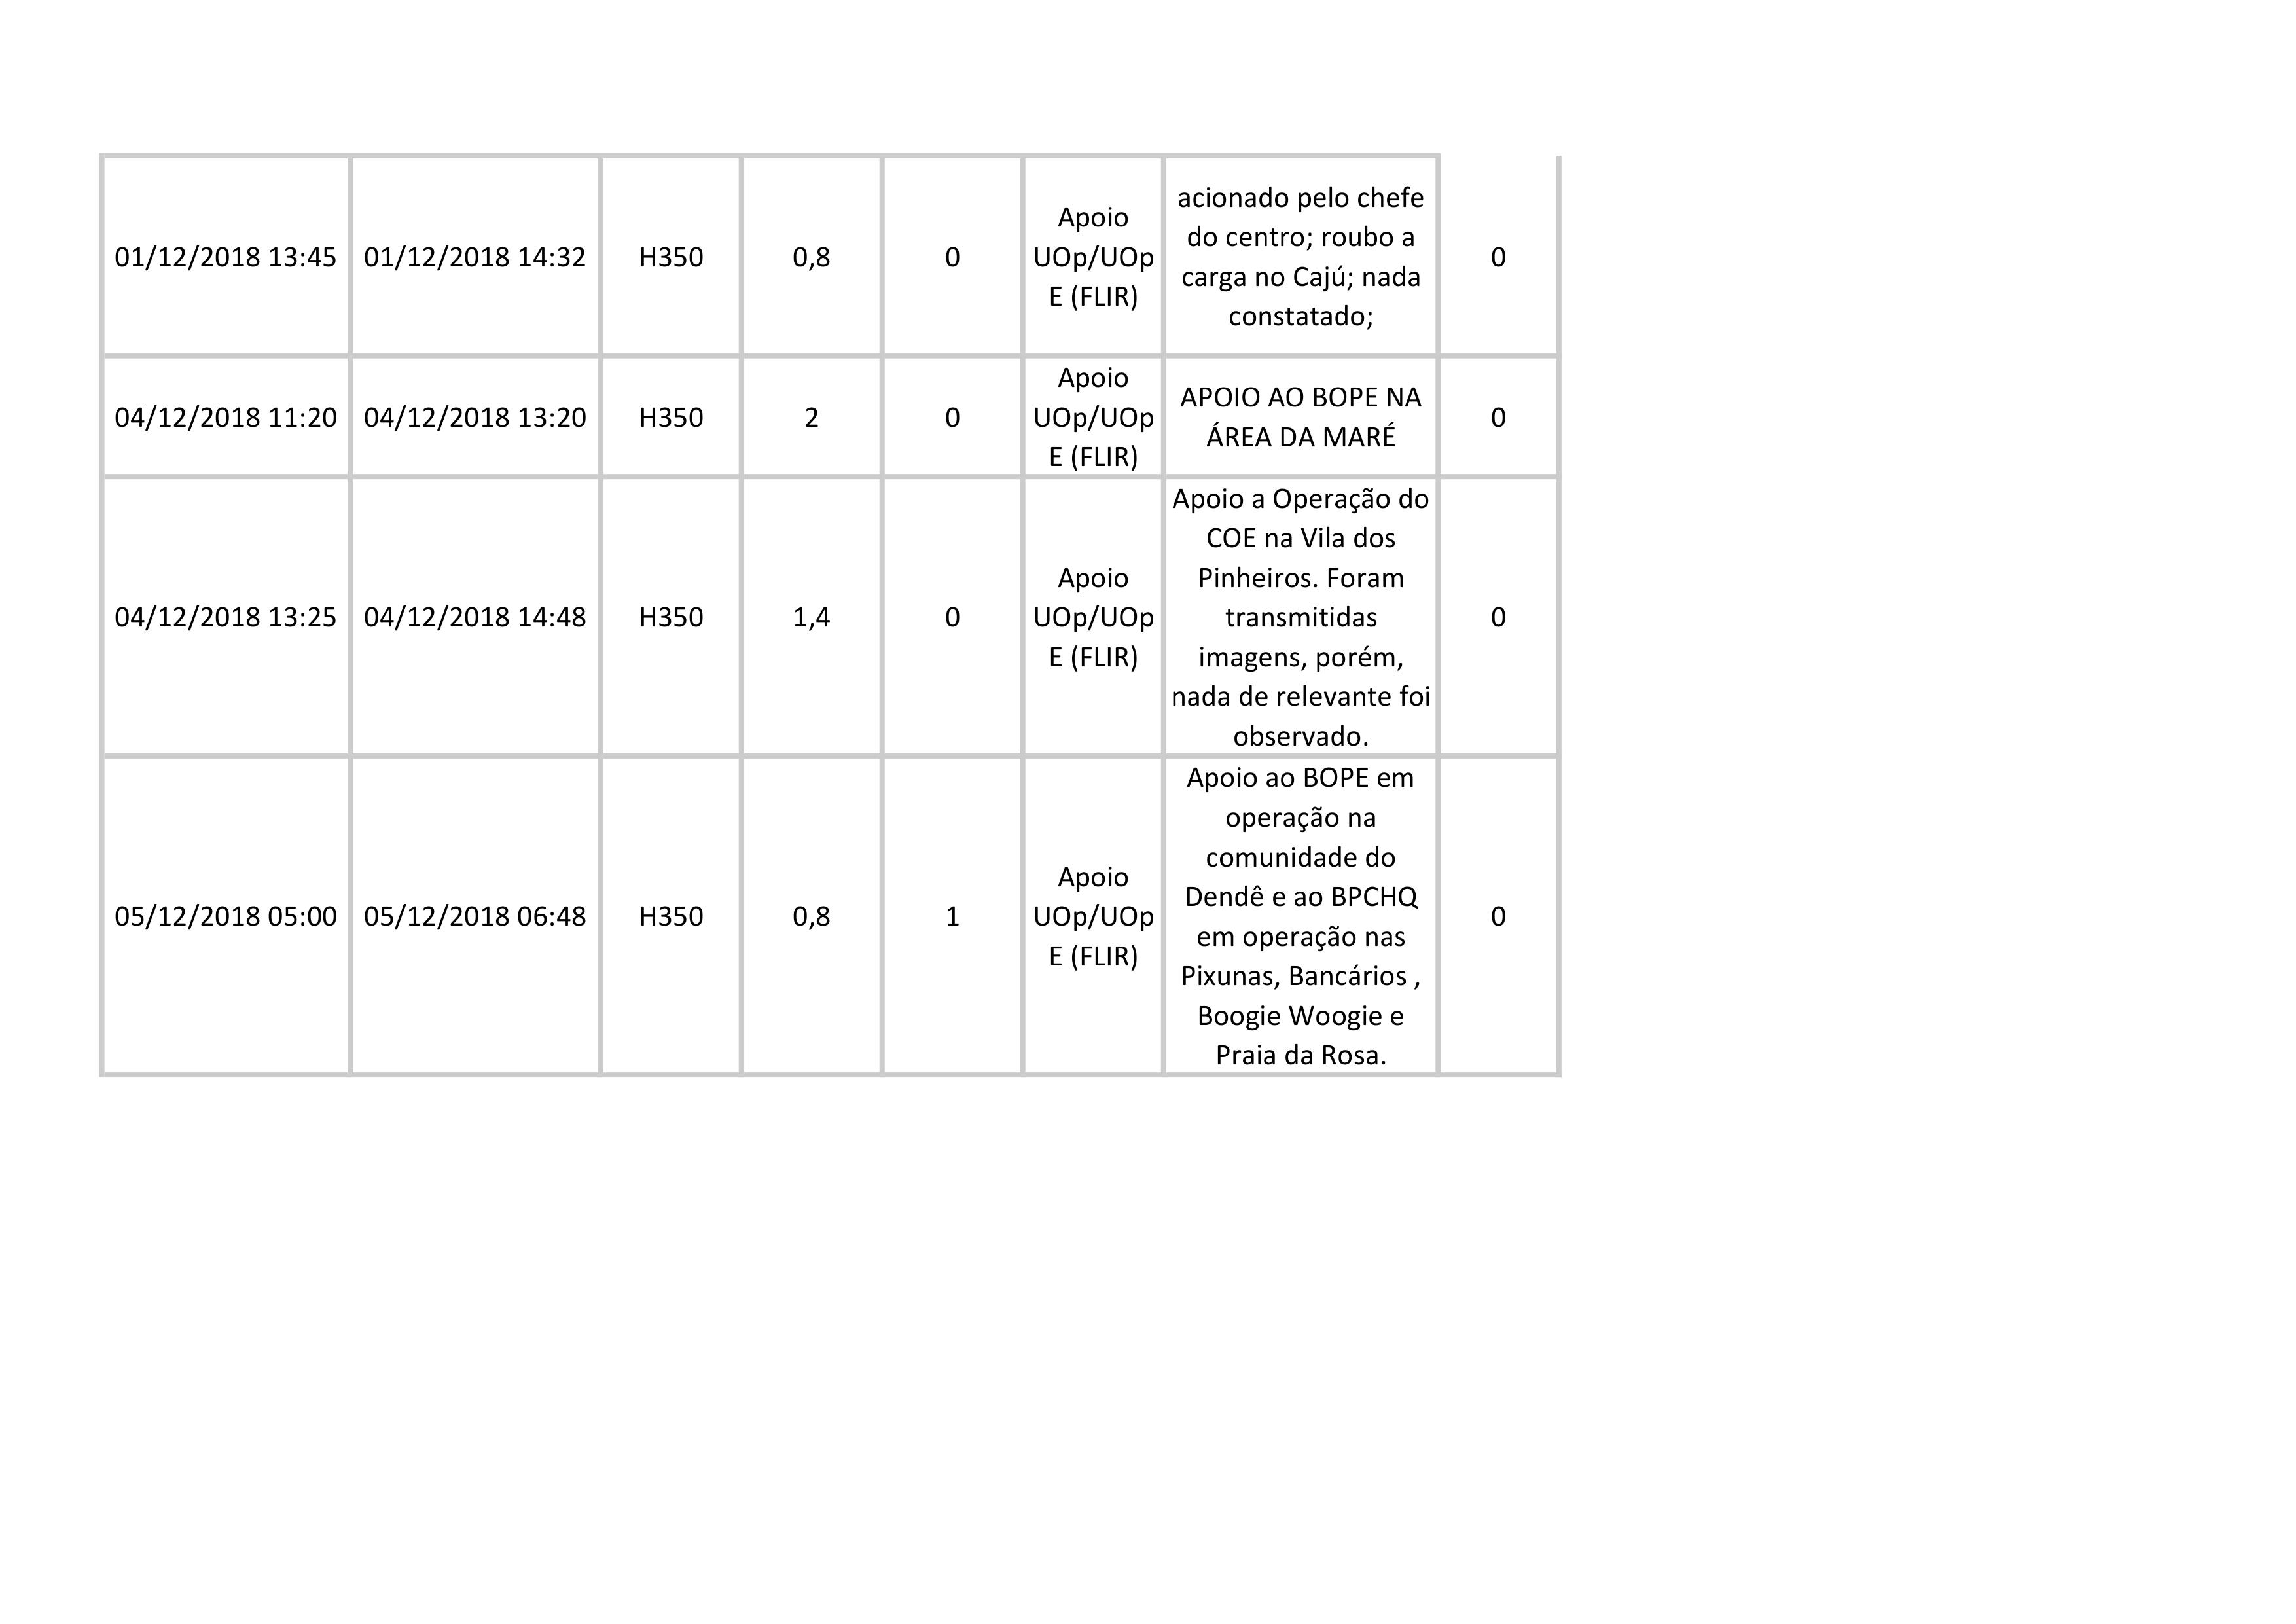 01/12/2018 13:45 01/12/2018 14:32 H350 0,8 0 Apoio UOp/UOp E (FLIR) acionado pelo chefe do centro; roubo a carga no Cajú; nada constatado; 0
04/12/2018 11:20 04/12/2018 13:20 H350 2 0 Apoio UOp/UOp E (FLIR) APOIO AO BOPE NA ÁREA DA MARÉ 0
04/12/2018 13:25 04/12/2018 14:48 H350 1,4 0 Apoio UOp/UOp E (FLIR) Apoio a Operação do COE na Vila dos Pinheiros. Foram transmitidas imagens, porém, nada de relevante foi observado. 0
05/12/2018 05:00 05/12/2018 06:48 H350 0,8 1 Apoio UOp/UOp E (FLIR) Apoio ao BOPE em operação na comunidade do Dendê e ao BPCHQ em operação nas Pixunas, Bancários , Boogie Woogie e Praia da Rosa. 0